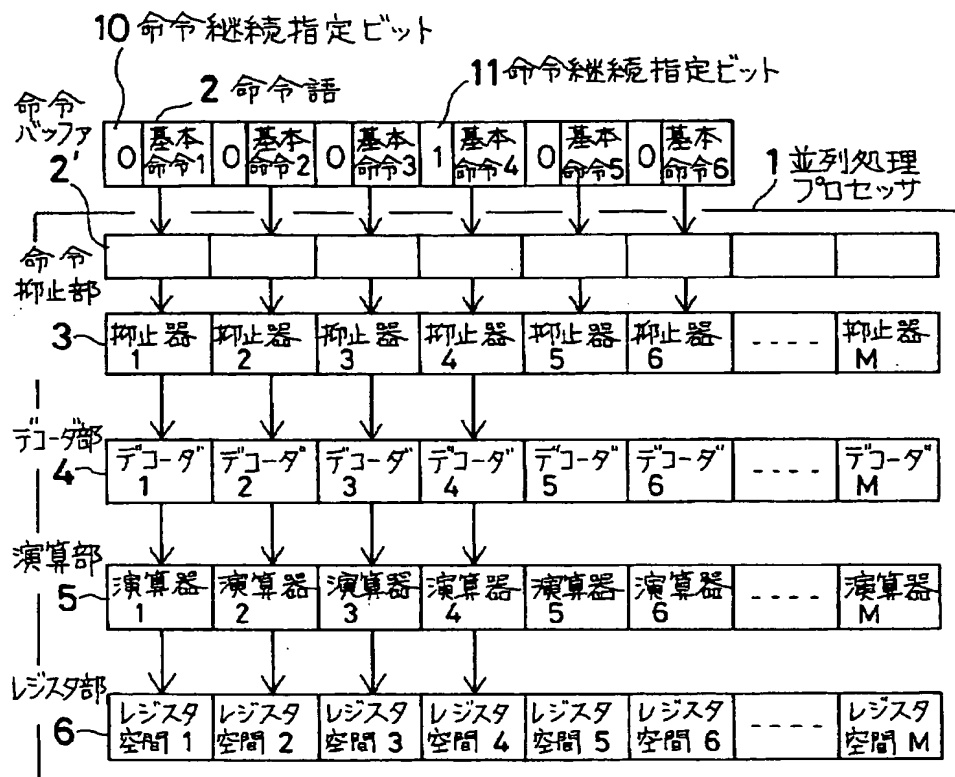 10 命令継続指定ビット
11 命令継続指定ビット
2 命令語
命令
バッファ
2'
0 基本命令1 0 基本命令2 0 基本命令3 1 基本命令4 0 基本命令5 0 基本命令6
1 並列処理
プロセッサ
命令
抑止部
3
抑止器1 抑止器2 抑止器3 抑止器4 抑止器5 抑止器6 ---- 抑止器M
デコーダ部
4
デコーダ1 デコーダ2 デコーダ3 デコーダ4 デコーダ5 デコーダ6 ---- デコーダM
演算部
5
演算器1 演算器2 演算器3 演算器4 演算器5 演算器6 ---- 演算器M
レジスタ部
6
レジスタ空間1 レジスタ空間2 レジスタ空間3 レジスタ空間4 レジスタ空間5 レジスタ空間6 ---- レジスタ空間M